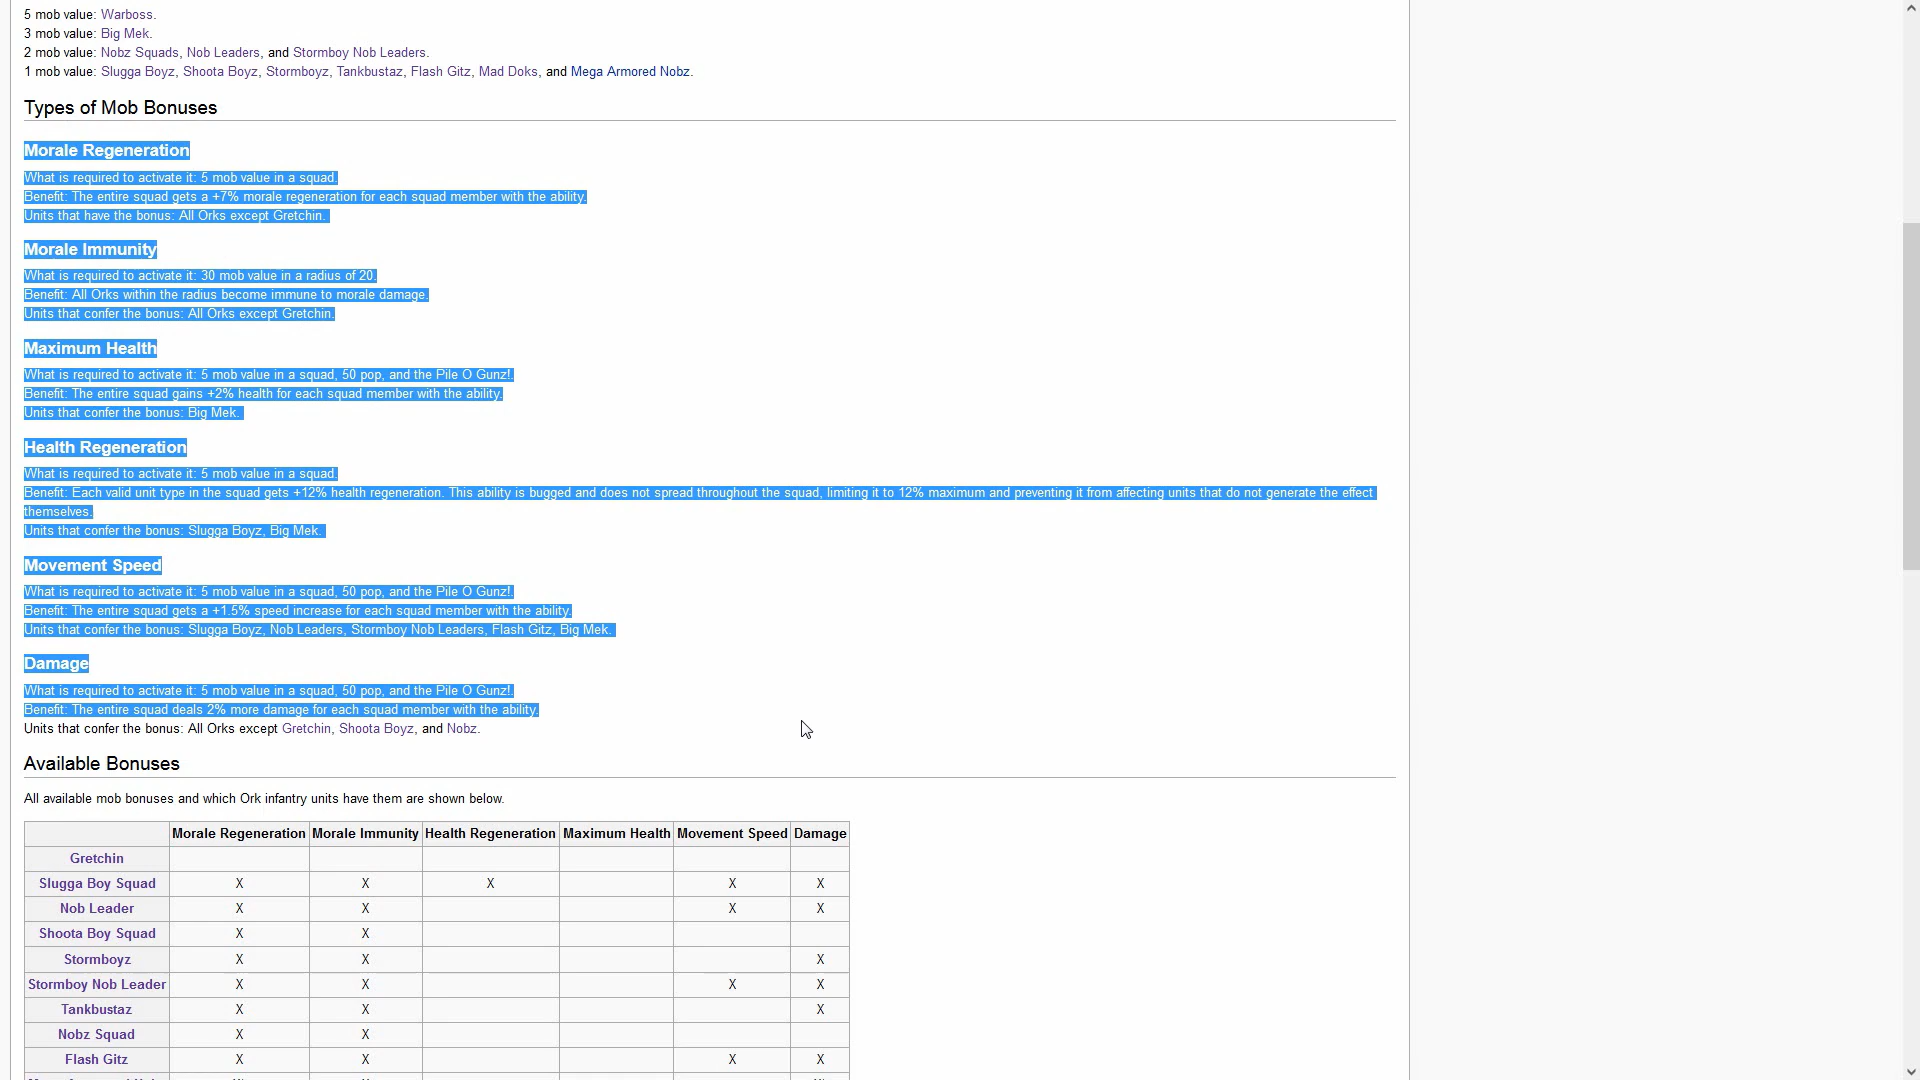 5 mob value: Warboss.
3 mob value: Big Mek.
2 mob value: Nobz Squads, Nob Leaders, and Stormboy Nob Leaders.
1 mob value: Slugga Boyz, Shoota Boyz, Stormboyz, Tankbustaz, Flash Gitz, Mad Doks, and Mega Armored Nobz.
Types of Mob Bonuses
Morale Regeneration
What is required to activate it: 5 mob value in a squad.
Benefit: The entire squad gets a +7% morale regeneration for each squad member with the ability.
Units that have the bonus: All Orks except Gretchin.
Morale Immunity
What is required to activate it: 30 mob value in a radius of 20.
Benefit: All Orks within the radius become immune to morale damage.
Units that confer the bonus: All Orks except Gretchin.
Maximum Health
What is required to activate it: 5 mob value in a squad, 50 pop, and the Pile O Gunz!.
Benefit: The entire squad gains +2% health for each squad member with the ability.
Units that confer the bonus: Big Mek.
Health Regeneration
What is required to activate it: 5 mob value in a squad.
Benefit: Each valid unit type in the squad gets +12% health regeneration. This ability is bugged and does not spread throughout the squad, limiting it to 12% maximum and preventing it from affecting units that do not generate the effect
themselves.
Units that confer the bonus: Slugga Boyz, Big Mek.
Movement Speed
What is required to activate it: 5 mob value in a squad, 50 pop, and the Pile O Gunz!.
Benefit: The entire squad gets a +1.5% speed increase for each squad member with the ability.
Units that confer the bonus: Slugga Boyz, Nob Leaders, Stormboy Nob Leaders, Flash Gitz, Big Mek.
Damage
What is required to activate it: 5 mob value in a squad, 50 pop, and the Pile O Gunz!.
Benefit: The entire squad deals 2% more damage for each squad member with the ability.
Units that confer the bonus: All Orks except Gretchin, Shoota Boyz, and Nobz.
Available Bonuses
All available mob bonuses and which Ork infantry units have them are shown below.
Morale Regeneration Morale Immunity Health Regeneration Maximum Health Movement Speed Damage
Gretchin
Slugga Boy Squad X X X X X
Nob Leader X X X X
Shoota Boy Squad X X
Stormboyz X X X
Stormboy Nob Leader X X X X
Tankbustaz X X X
Nobz Squad X X
Flash Gitz X X X X